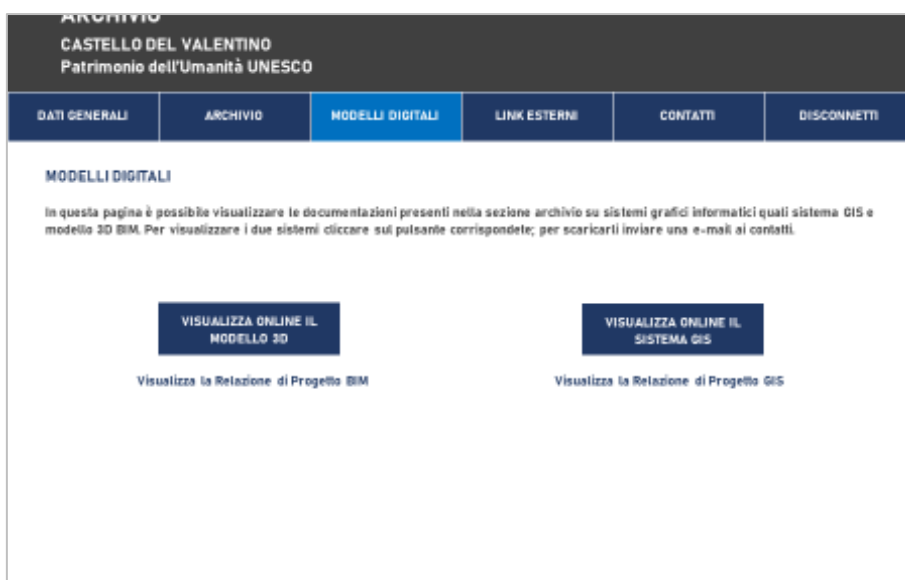 ARCHIVIO
CASTELLO DEL VALENTINO
Patrimonio dell'Umanità UNESCO
DATI GENERALI ARCHIVIO MODELLI DIGITALI LINK ESTERNI CONTATTI DISCONNETTI
MODELLI DIGITALI
In questa pagina è possibile visualizzare le documentazioni presenti nella sezione archivio su sistemi grafici informatici quali sistema GIS e
modello 3D BIM. Per visualizzare i due sistemi cliccare sul pulsante corrispondete; per scaricarli inviare una e-mail ai contatti.
VISUALIZZA ONLINE IL
MODELLO 3D
VISUALIZZA ONLINE IL
SISTEMA GIS
Visualizza la Relazione di Progetto BIM
Visualizza la Relazione di Progetto GIS